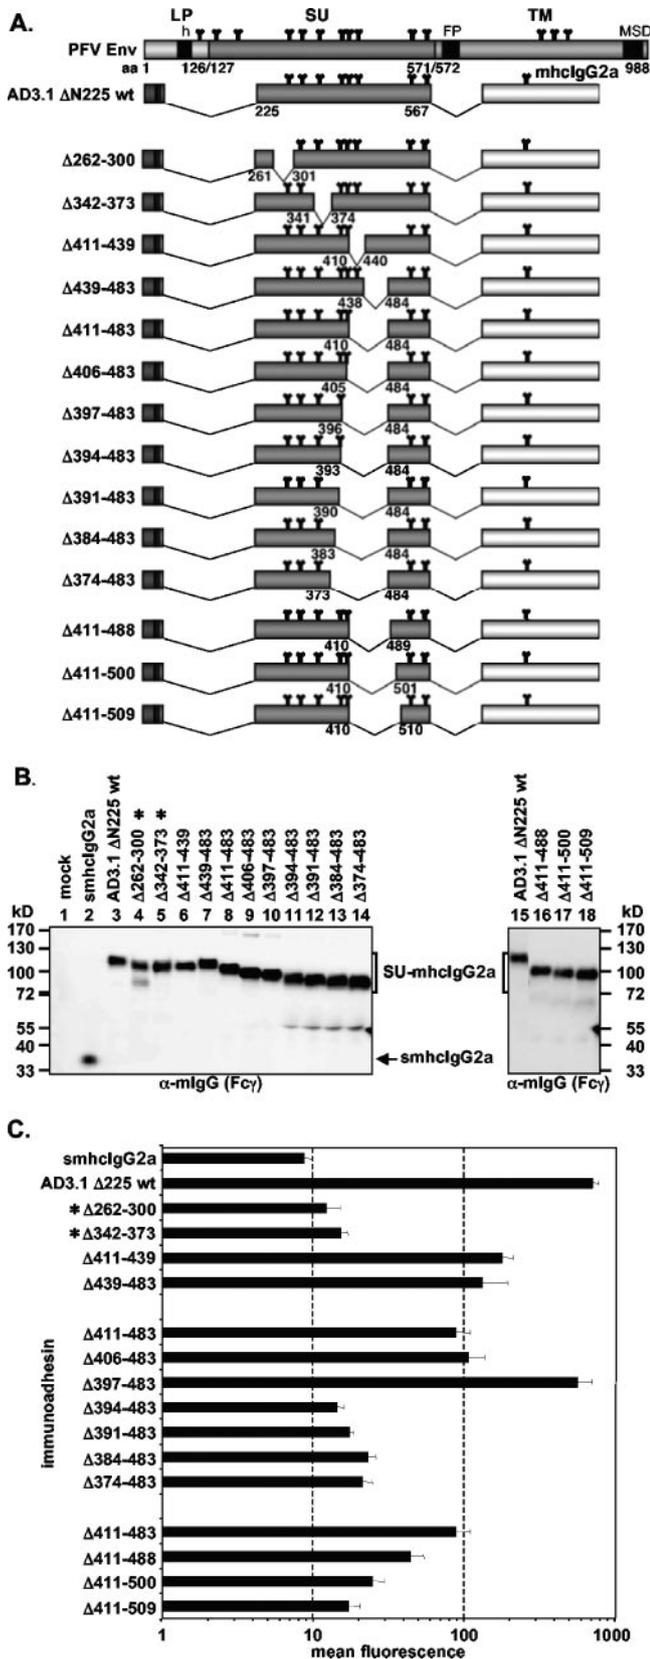 A.
LP SU TM
h FP MSD
PFV Env
aa 1 126/127 571/572 mhcIgG2a 988
AD3.1 ΔN225 wt
225 567
Δ262-300
261 301
Δ342-373
341 374
Δ411-439
410 440
Δ439-483
438 484
Δ411-483
410 484
Δ406-483
405 484
Δ397-483
396 484
Δ394-483
393 484
Δ391-483
390 484
Δ384-483
383 484
Δ374-483
373 484
Δ411-488
410 489
Δ411-500
410 501
Δ411-509
410 510
B.
mock
smhcIgG2a
AD3.1 ΔN225 wt
Δ262-300 *
Δ342-373 *
Δ411-439
Δ439-483
Δ411-483
Δ406-483
Δ397-483
Δ394-483
Δ391-483
Δ384-483
Δ374-483
AD3.1 ΔN225 wt
Δ411-488
Δ411-500
Δ411-509
kD 1 2 3 4 5 6 7 8 9 10 11 12 13 14 15 16 17 18 kD
170 170
130 130
100 SU-mhcIgG2a 100
72 72
55 55
40 smhcIgG2a 40
33 33
α-mIgG (Fcγ) α-mIgG (Fcγ)
C.
smhcIgG2a
AD3.1 Δ225 wt
* Δ262-300
* Δ342-373
Δ411-439
Δ439-483
Δ411-483
Δ406-483
Δ397-483
Δ394-483
Δ391-483
Δ384-483
Δ374-483
Δ411-483
Δ411-488
Δ411-500
Δ411-509
immunoadhesin
1 10 100 1000
mean fluorescence